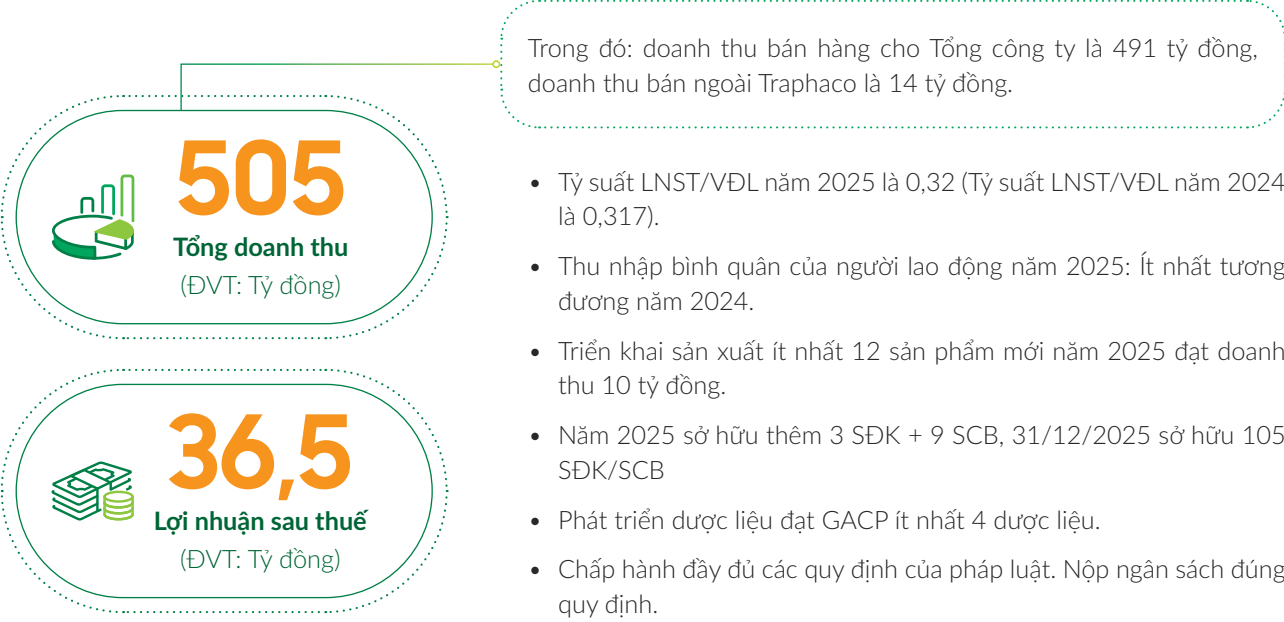 Trong đó: doanh thu bán hàng cho Tổng công ty là 491 tỷ đồng,
doanh thu bán ngoài Traphaco là 14 tỷ đồng.
505
Tổng doanh thu
(ĐVT: Tỷ đồng)
36,5
Lợi nhuận sau thuế
(ĐVT: Tỷ đồng)
• Tỷ suất LNST/VĐL năm 2025 là 0,32 (Tỷ suất LNST/VĐL năm 2024
là 0,317).
• Thu nhập bình quân của người lao động năm 2025: Ít nhất tương
đương năm 2024.
• Triển khai sản xuất ít nhất 12 sản phẩm mới năm 2025 đạt doanh
thu 10 tỷ đồng.
• Năm 2025 sở hữu thêm 3 SĐK + 9 SCB, 31/12/2025 sở hữu 105
SĐK/SCB
• Phát triển dược liệu đạt GACP ít nhất 4 dược liệu.
• Chấp hành đầy đủ các quy định của pháp luật. Nộp ngân sách đúng
quy định.